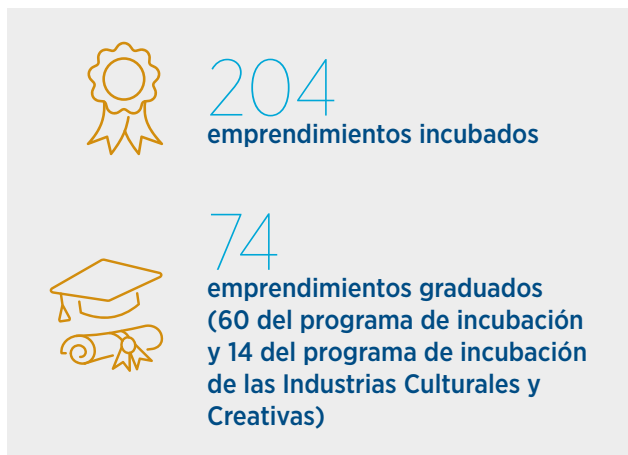 204
emprendimientos incubados
74
emprendimientos graduados
(60 del programa de incubación
y 14 del programa de incubación
de las Industrias Culturales y
Creativas)